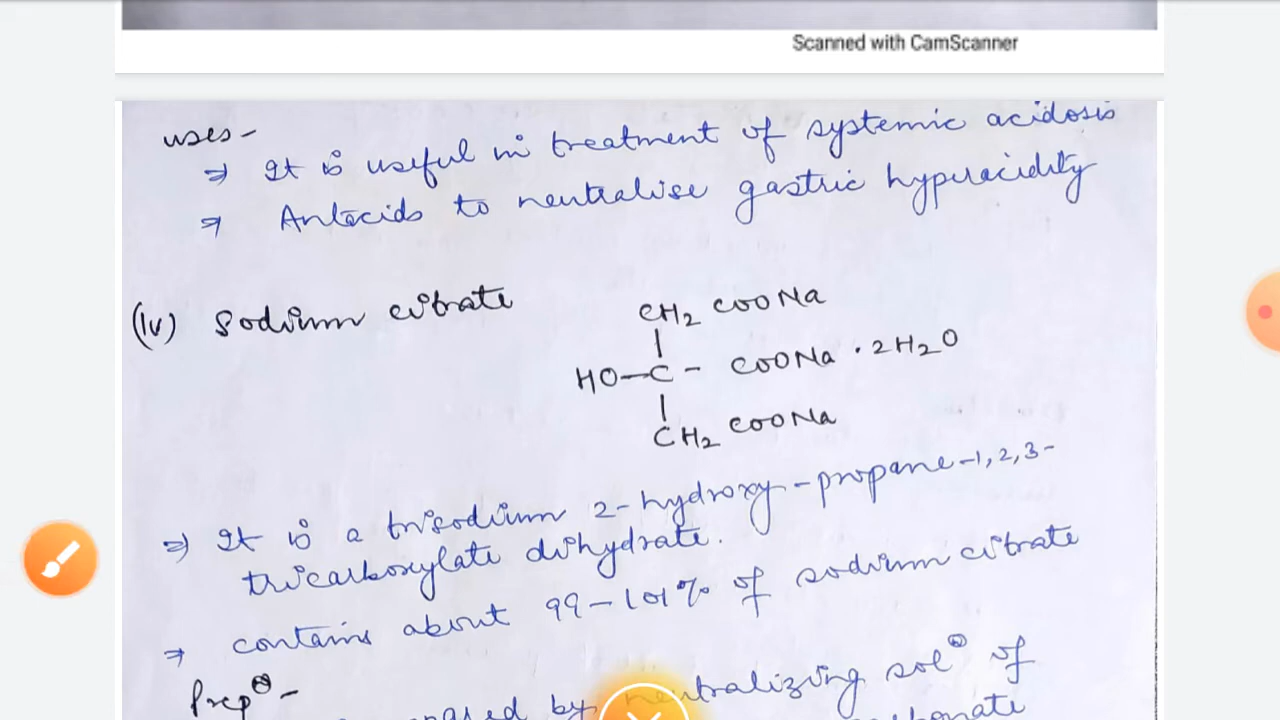 Scanned with CamScanner
uses -
⇒ It is useful in treatment of systemic acidosis
⇒ Antacids to neutralise gastric hyperacidity
(iv) Sodium citrate
CH₂ COONa
|
HO—C - COONa · 2H₂O
|
CH₂ COONa
⇒ It is a trisodium 2-hydroxy-propane-1,2,3-
tricarboxylate dihydrate.
⇒ contains about 99-101% of sodium citrate
Prepⁿ -
by neutralizing solⁿ of